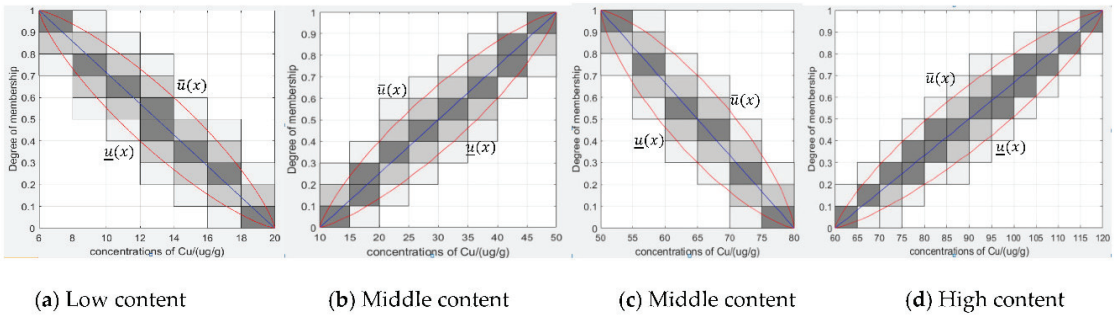 Degree of membership
1
0.9
0.8
0.7
0.6
0.5
0.4
0.3
0.2
0.1
0
u̅(x)
u̲(x)
6 8 10 12 14 16 18 20
concentrations of Cu/(ug/g)
(a) Low content
Degree of membership
1
0.9
0.8
0.7
0.6
0.5
0.4
0.3
0.2
0.1
0
u̅(x)
u̲(x)
10 15 20 25 30 35 40 45 50
concentrations of Cu/(ug/g)
(b) Middle content
Degree of membership
1
0.9
0.8
0.7
0.6
0.5
0.4
0.3
0.2
0.1
0
u̅(x)
u̲(x)
50 55 60 65 70 75 80
concentrations of Cu/(ug/g)
(c) Middle content
Degree of membership
1
0.9
0.8
0.7
0.6
0.5
0.4
0.3
0.2
0.1
0
u̅(x)
u̲(x)
60 65 70 75 80 85 90 95 100 105 110 115 120
concentrations of Cu/(ug/g)
(d) High content